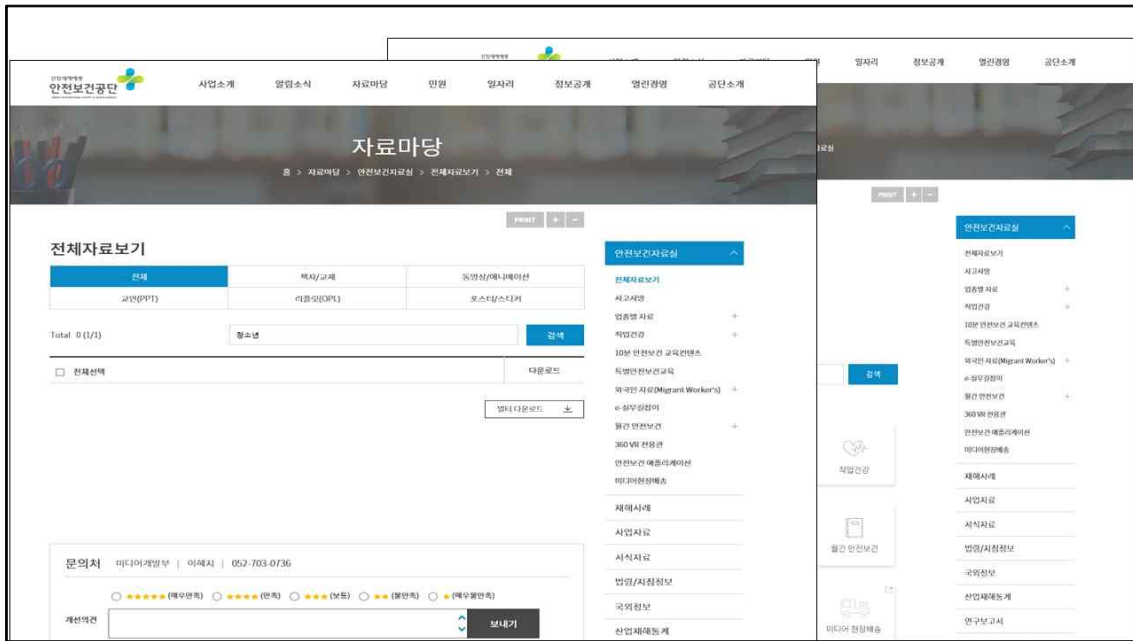 산업재해예방
안전보건공단
사업소개 알림소식 자료마당 민원 일자리 정보공개 열린경영 공단소개
자료마당
홈 > 자료마당 > 안전보건자료실 > 전체자료보기 > 전체
PRINT + -
전체자료보기
전체 책자/교재 동영상/애니메이션
교안(PPT) 리플릿(OPL) 포스터/스티커
Total 0 (1/1) 청소년 검색
전체선택 다운로드
멀티 다운로드
문의처 미디어개발부 | 이혜지 | 052-703-0736
★★★★★ (매우만족) ★★★★ (만족) ★★★ (보통) ★★ (불만족) ★ (매우불만족)
개선의견 보내기
안전보건자료실
전체자료보기
사고사망
업종별 자료 +
직업건강 +
10분 안전보건 교육컨텐츠
특별안전보건교육
외국인 자료(Migrant Worker's) +
e-실무길잡이
월간 안전보건 +
360 VR 전용관
안전보건 애플리케이션
미디어현장배송
재해사례
사업자료
서식자료
법령/지침정보
국외정보
산업재해통계
일자리 정보공개 열린경영 공단소개
PRINT + -
검색
직업건강
월간 안전보건
미디어 현장배송
안전보건자료실
전체자료보기
사고사망
업종별 자료 +
직업건강 +
10분 안전보건 교육컨텐츠
특별안전보건교육
외국인 자료(Migrant Worker's) +
e-실무길잡이
월간 안전보건 +
360 VR 전용관
안전보건 애플리케이션
미디어현장배송
재해사례
사업자료
서식자료
법령/지침정보
국외정보
산업재해통계
연구보고서